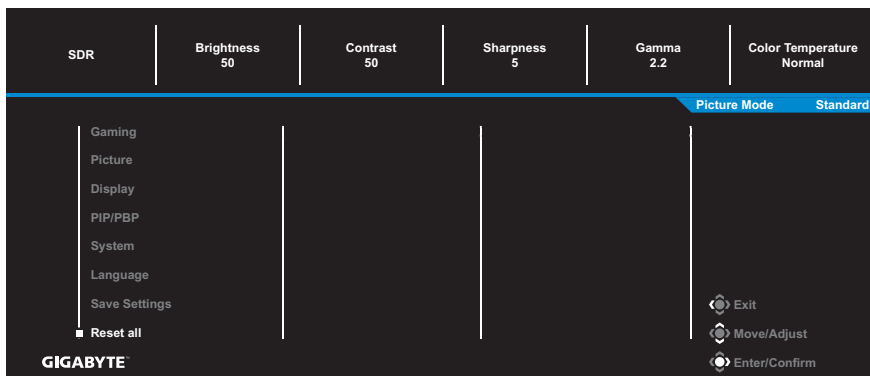 SDR
Brightness
50
Contrast
50
Sharpness
5
Gamma
2.2
Color Temperature
Normal
Picture Mode Standard
Gaming
Picture
Display
PIP/PBP
System
Language
Save Settings
Reset all
Exit
Move/Adjust
Enter/Confirm
GIGABYTE™